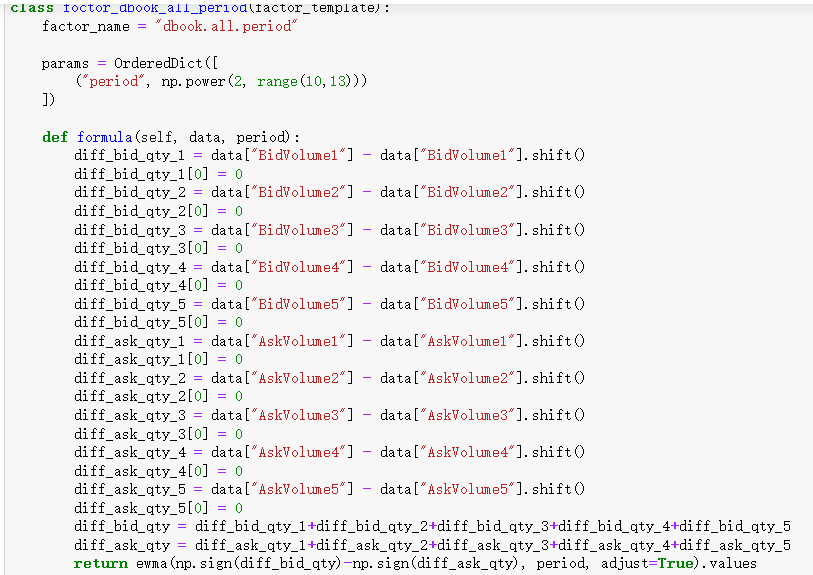 class foctor_dbook_all_period(factor_template):
    factor_name = "dbook.all.period"

    params = OrderedDict([
        ("period", np.power(2, range(10,13)))
    ])

    def formula(self, data, period):
        diff_bid_qty_1 = data["BidVolume1"] - data["BidVolume1"].shift()
        diff_bid_qty_1[0] = 0
        diff_bid_qty_2 = data["BidVolume2"] - data["BidVolume2"].shift()
        diff_bid_qty_2[0] = 0
        diff_bid_qty_3 = data["BidVolume3"] - data["BidVolume3"].shift()
        diff_bid_qty_3[0] = 0
        diff_bid_qty_4 = data["BidVolume4"] - data["BidVolume4"].shift()
        diff_bid_qty_4[0] = 0
        diff_bid_qty_5 = data["BidVolume5"] - data["BidVolume5"].shift()
        diff_bid_qty_5[0] = 0
        diff_ask_qty_1 = data["AskVolume1"] - data["AskVolume1"].shift()
        diff_ask_qty_1[0] = 0
        diff_ask_qty_2 = data["AskVolume2"] - data["AskVolume2"].shift()
        diff_ask_qty_2[0] = 0
        diff_ask_qty_3 = data["AskVolume3"] - data["AskVolume3"].shift()
        diff_ask_qty_3[0] = 0
        diff_ask_qty_4 = data["AskVolume4"] - data["AskVolume4"].shift()
        diff_ask_qty_4[0] = 0
        diff_ask_qty_5 = data["AskVolume5"] - data["AskVolume5"].shift()
        diff_ask_qty_5[0] = 0
        diff_bid_qty = diff_bid_qty_1+diff_bid_qty_2+diff_bid_qty_3+diff_bid_qty_4+diff_bid_qty_5
        diff_ask_qty = diff_ask_qty_1+diff_ask_qty_2+diff_ask_qty_3+diff_ask_qty_4+diff_ask_qty_5
        return ewma(np.sign(diff_bid_qty)-np.sign(diff_ask_qty), period, adjust=True).values